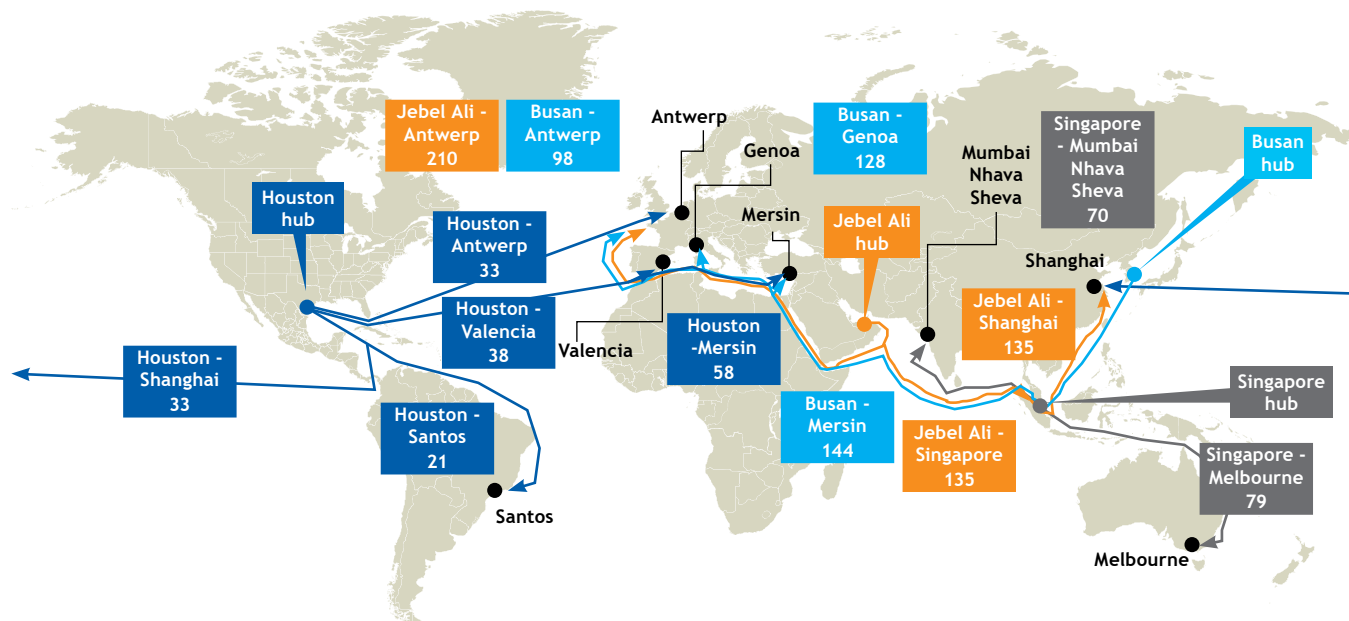 Jebel Ali -
Antwerp
210
Busan -
Antwerp
98
Antwerp
Genoa
Mersin
Busan -
Genoa
128
Mumbai
Nhava
Sheva
Singapore
- Mumbai
Nhava
Sheva
70
Busan
hub
Houston
hub
Houston -
Antwerp
33
Jebel Ali
hub
Shanghai
Houston -
Valencia
38
Valencia
Houston
-Mersin
58
Jebel Ali -
Shanghai
135
Houston -
Shanghai
33
Singapore
hub
Houston -
Santos
21
Busan -
Mersin
144
Jebel Ali -
Singapore
135
Singapore -
Melbourne
79
Santos
Melbourne